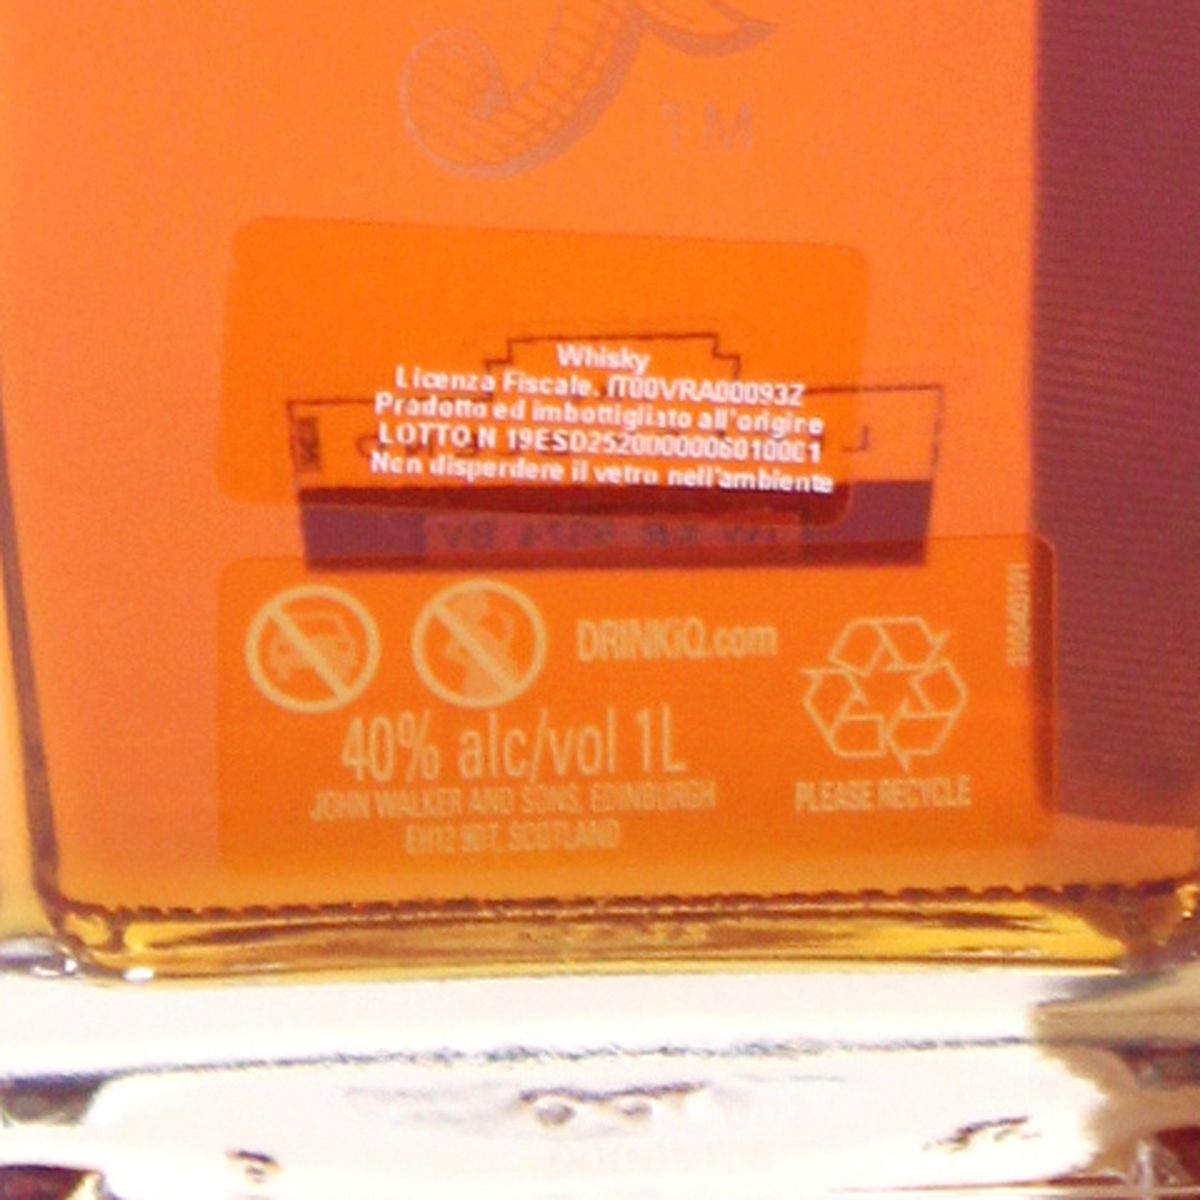 TM
Whisky
Licenza Fiscale. IT00VRA00093Z
Prodotto ed imbottigliato all'origine
LOTTO N 19ESD2520000006010001
Non disperdere il vetro nell'ambiente
DRINKiQ.com
40% alc/vol 1L
JOHN WALKER AND SONS, EDINBURGH
EH12 9DT, SCOTLAND
PLEASE RECYCLE